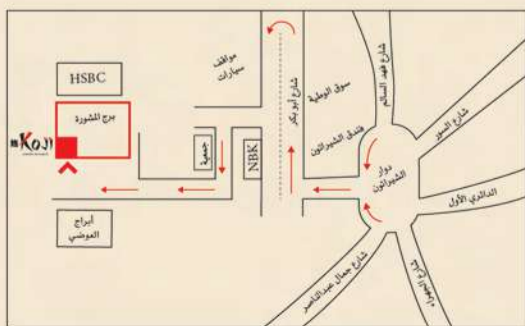 مواقف
سيارات
شارع أبو بكر
سوق الوطية
شارع فهد السالم
شارع السور
HSBC
برج المشورة
KOJI
جمعية
NBK
فندق الشيراتون
دوار
الشيراتون
الدائري الأول
أبراج
العوضي
شارع جمال عبدالناصر
شارع الجهراء